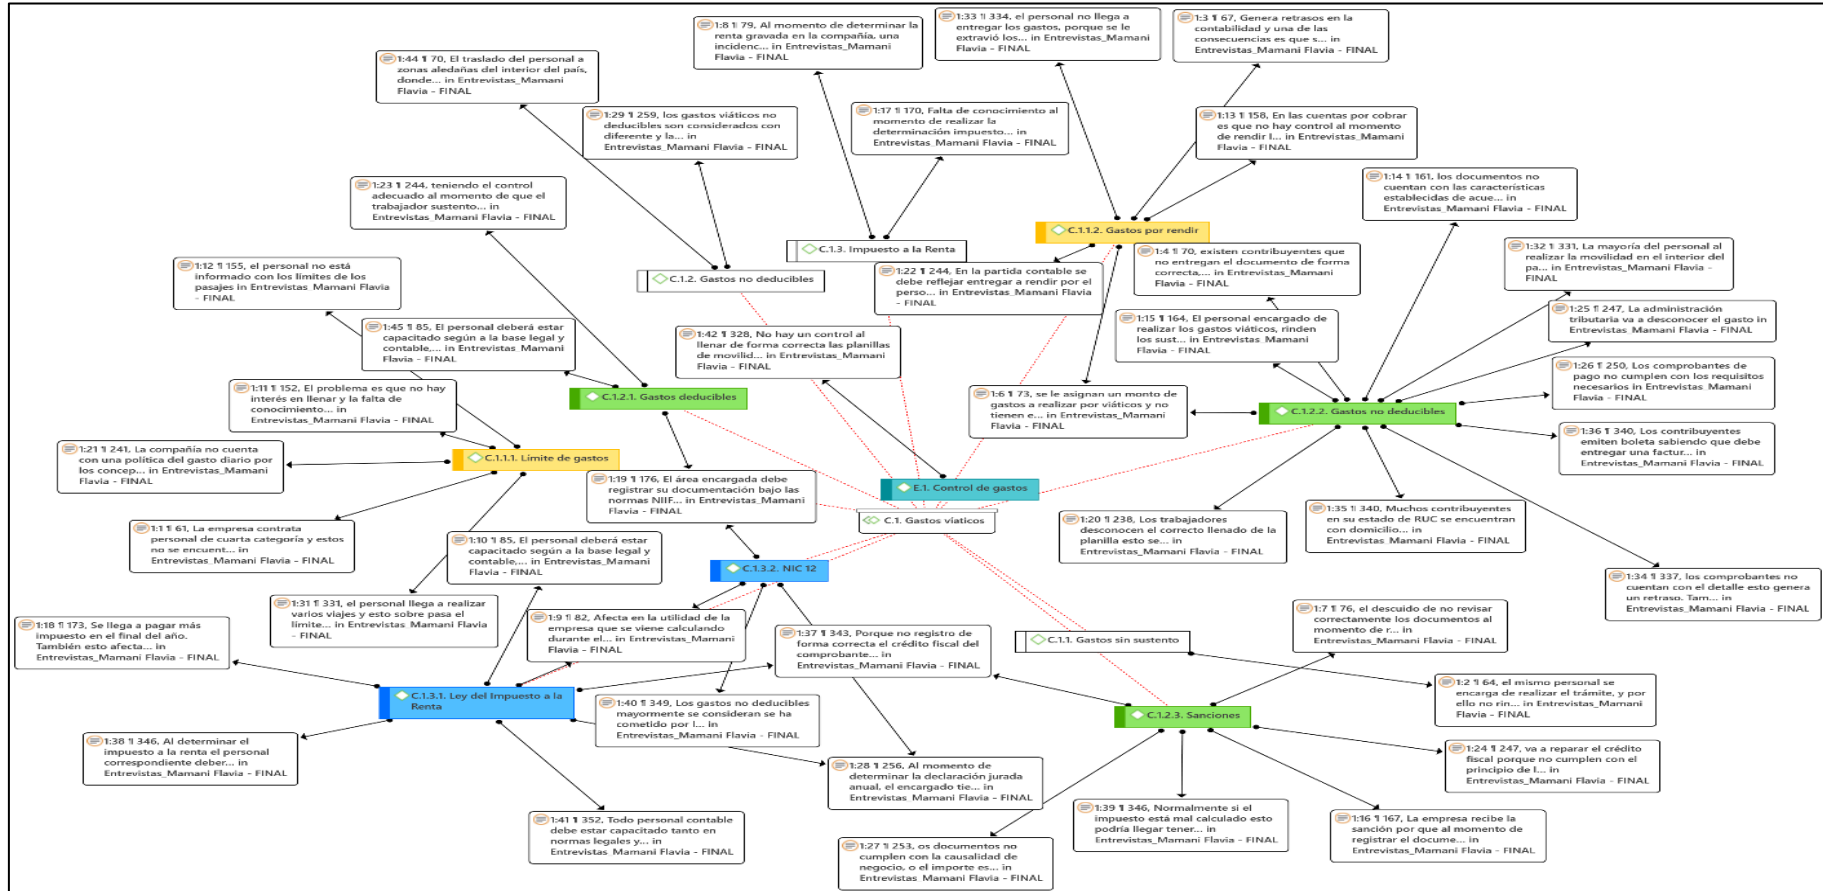 1:8 ¶ 79, Al momento de determinar la
renta gravada en la compañía, una
incidenc... in Entrevistas_Mamani
Flavia - FINAL
1:33 ¶ 334, el personal no llega a
entregar los gastos, porque se le
extravió los... in
Entrevistas_Mamani Flavia - FINAL
1:3 ¶ 67, Genera retrasos en la
contabilidad y una de las
consecuencias es que s... in
Entrevistas_Mamani Flavia - FINAL
1:44 ¶ 70, El traslado del personal a
zonas aledañas del interior del país,
donde... in Entrevistas_Mamani
Flavia - FINAL
1:29 ¶ 259, los gastos viáticos no
deducibles son considerados con
diferente y la... in
Entrevistas_Mamani Flavia - FINAL
1:17 ¶ 170, Falta de conocimiento al
momento de realizar la
determinación impuesto... in
Entrevistas_Mamani Flavia - FINAL
1:13 ¶ 158, En las cuentas por cobrar
es que no hay control al momento
de rendir l... in Entrevistas_Mamani
Flavia - FINAL
1:23 ¶ 244, teniendo el control
adecuado al momento de que el
trabajador sustento... in
Entrevistas_Mamani Flavia - FINAL
1:14 ¶ 161, los documentos no
cuentan con las características
establecidas de acue... in
Entrevistas_Mamani Flavia - FINAL
C.1.1.2. Gastos por rendir
C.1.3. Impuesto a la Renta
1:4 ¶ 70, existen contribuyentes que
no entregan el documento de forma
correcta,... in Entrevistas_Mamani
Flavia - FINAL
1:32 ¶ 331, La mayoría del personal al
realizar la movilidad en el interior del
pa... in Entrevistas_Mamani Flavia -
FINAL
1:12 ¶ 155, el personal no está
informado con los límites de los
pasajes in Entrevistas_Mamani
Flavia - FINAL
C.1.2. Gastos no deducibles
1:22 ¶ 244, En la partida contable se
debe reflejar entregar a rendir por el
perso... in Entrevistas_Mamani Flavia
- FINAL
1:25 ¶ 247, La administración
tributaria va a desconocer el gasto in
Entrevistas_Mamani Flavia - FINAL
1:45 ¶ 85, El personal deberá estar
capacitado según a la base legal y
contable,... in Entrevistas_Mamani
Flavia - FINAL
1:42 ¶ 328, No hay un control al
llenar de forma correcta las planillas
de movilid... in Entrevistas_Mamani
Flavia - FINAL
1:15 ¶ 164, El personal encargado de
realizar los gastos viáticos, rinden
los sust... in Entrevistas_Mamani
Flavia - FINAL
1:26 ¶ 250, Los comprobantes de
pago no cumplen con los requisitos
necesarios in Entrevistas_Mamani
Flavia - FINAL
1:11 ¶ 152, El problema es que no hay
interés en llenar y la falta de
conocimiento... in
Entrevistas_Mamani Flavia - FINAL
C.1.2.1. Gastos deducibles
1:6 ¶ 73, se le asignan un monto de
gastos a realizar por viáticos y no
tienen e... in Entrevistas_Mamani
Flavia - FINAL
C.1.2.2. Gastos no deducibles
1:36 ¶ 340, Los contribuyentes
emiten boleta sabiendo que debe
entregar una factur... in
Entrevistas_Mamani Flavia - FINAL
1:21 ¶ 241, La compañía no cuenta
con una política del gasto diario por
los concep... in Entrevistas_Mamani
Flavia - FINAL
C.1.1.1. Límite de gastos
1:19 ¶ 176, El área encargada debe
registrar su documentación bajo las
normas NIIF... in Entrevistas_Mamani
Flavia - FINAL
E.1. Control de gastos
C.1. Gastos víaticos
1:1 ¶ 61, La empresa contrata
personal de cuarta categoría y estos
no se encuent... in
Entrevistas_Mamani Flavia - FINAL
1:10 ¶ 85, El personal deberá estar
capacitado según a la base legal y
contable,... in Entrevistas_Mamani
Flavia - FINAL
1:20 ¶ 238, Los trabajadores
desconocen el correcto llenado de la
planilla esto se... in
Entrevistas_Mamani Flavia - FINAL
1:35 ¶ 340, Muchos contribuyentes
en su estado de RUC se encuentran
con domicilio... in
Entrevistas_Mamani Flavia - FINAL
C.1.3.2. NIC 12
1:34 ¶ 337, los comprobantes no
cuentan con el detalle esto genera
un retraso. Tam... in
Entrevistas_Mamani Flavia - FINAL
1:31 ¶ 331, el personal llega a realizar
varios viajes y esto sobre pasa el
límite... in Entrevistas_Mamani Flavia
- FINAL
1:18 ¶ 173, Se llega a pagar más
impuesto en el final del año.
También esto afecta... in
Entrevistas_Mamani Flavia - FINAL
1:9 ¶ 82, Afecta en la utilidad de la
empresa que se viene calculando
durante el... in Entrevistas_Mamani
Flavia - FINAL
1:37 ¶ 343, Porque no registro de
forma correcta el crédito fiscal del
comprobante... in
Entrevistas_Mamani Flavia - FINAL
C.1.1. Gastos sin sustento
1:7 ¶ 76, el descuido de no revisar
correctamente los documentos al
momento de r... in
Entrevistas_Mamani Flavia - FINAL
C.1.3.1. Ley del Impuesto a la
Renta
1:40 ¶ 349, Los gastos no deducibles
mayormente se consideran se ha
cometido por l... in
Entrevistas_Mamani Flavia - FINAL
C.1.2.3. Sanciones
1:2 ¶ 64, el mismo personal se
encarga de realizar el trámite, y por
ello no rin... in Entrevistas_Mamani
Flavia - FINAL
1:38 ¶ 346, Al determinar el
impuesto a la renta el personal
correspondiente deber... in
Entrevistas_Mamani Flavia - FINAL
1:24 ¶ 247, va a reparar el crédito
fiscal porque no cumplen con el
principio de l... in
Entrevistas_Mamani Flavia - FINAL
1:28 ¶ 256, Al momento de
determinar la declaración jurada
anual, el encargado tie... in
Entrevistas_Mamani Flavia - FINAL
1:41 ¶ 352, Todo personal contable
debe estar capacitado tanto en
normas legales y... in
Entrevistas_Mamani Flavia - FINAL
1:39 ¶ 346, Normalmente si el
impuesto está mal calculado esto
podría llegar tener... in
Entrevistas_Mamani Flavia - FINAL
1:16 ¶ 167, La empresa recibe la
sanción por que al momento de
registrar el docume... in
Entrevistas_Mamani Flavia - FINAL
1:27 ¶ 253, os documentos no
cumplen con la causalidad de
negocio, o el importe es... in
Entrevistas_Mamani Flavia - FINAL